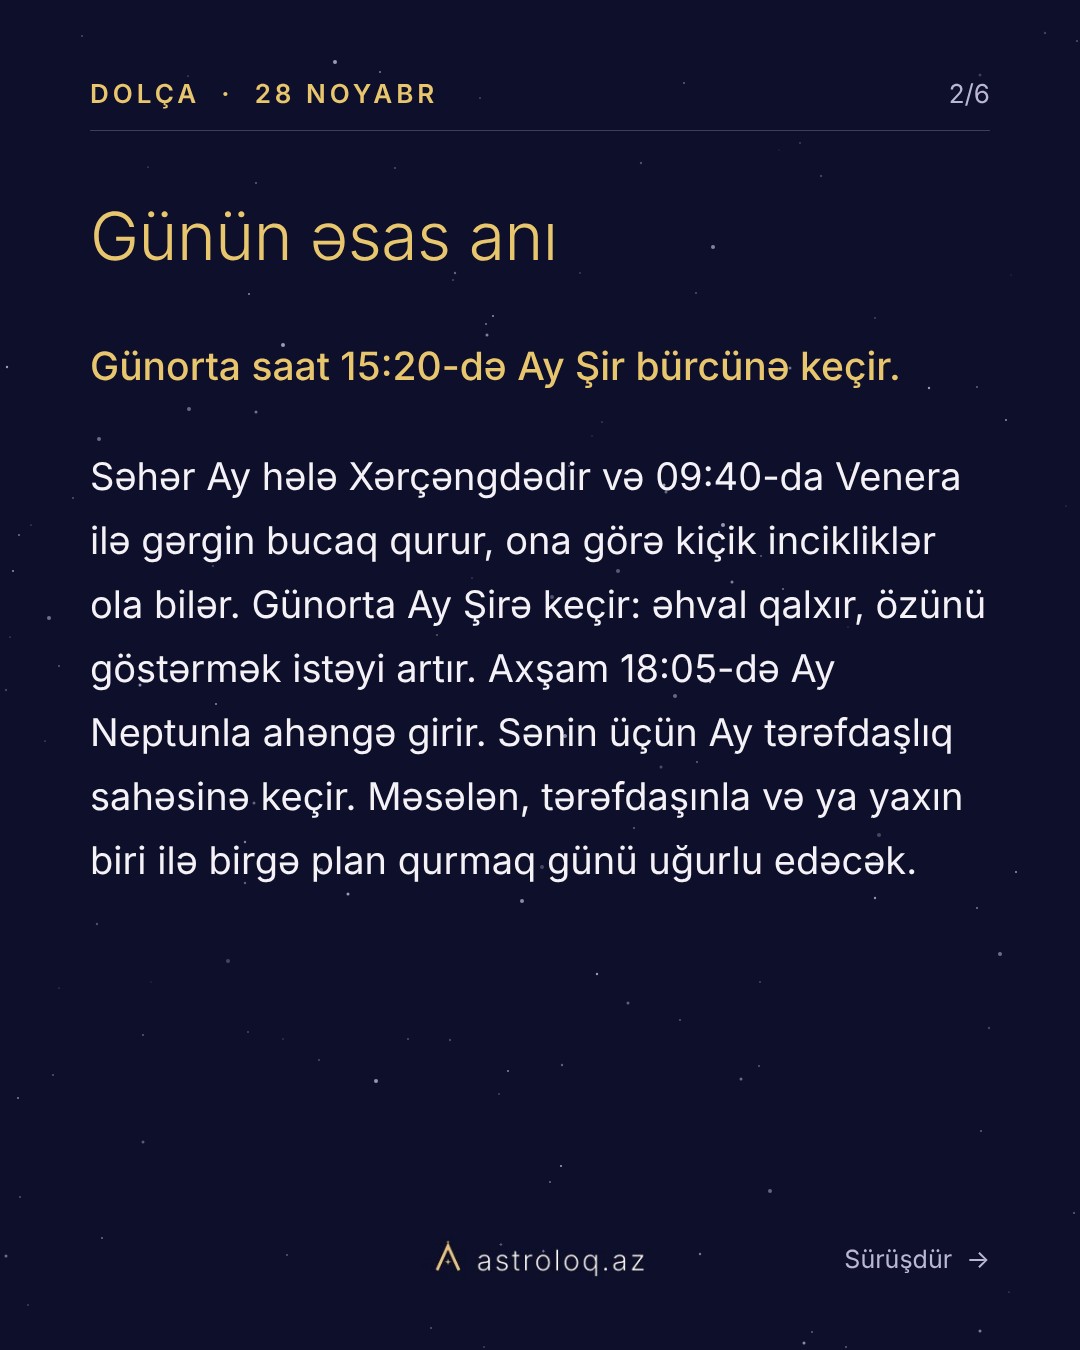 DOLÇA · 28 NOYABR
2/6
Günün əsas anı
Günorta saat 15:20-də Ay Şir bürcünə keçir.
Səhər Ay hələ Xərçəngdədir və 09:40-da Venera
ilə gərgin bucaq qurur, ona görə kiçik incikliklər
ola bilər. Günorta Ay Şirə keçir: əhval qalxır, özünü
göstərmək istəyi artır. Axşam 18:05-də Ay
Neptunla ahəngə girir. Sənin üçün Ay tərəfdaşlıq
sahəsinə keçir. Məsələn, tərəfdaşınla və ya yaxın
biri ilə birgə plan qurmaq günü uğurlu edəcək.
astroloq.az
Sürüşdür →